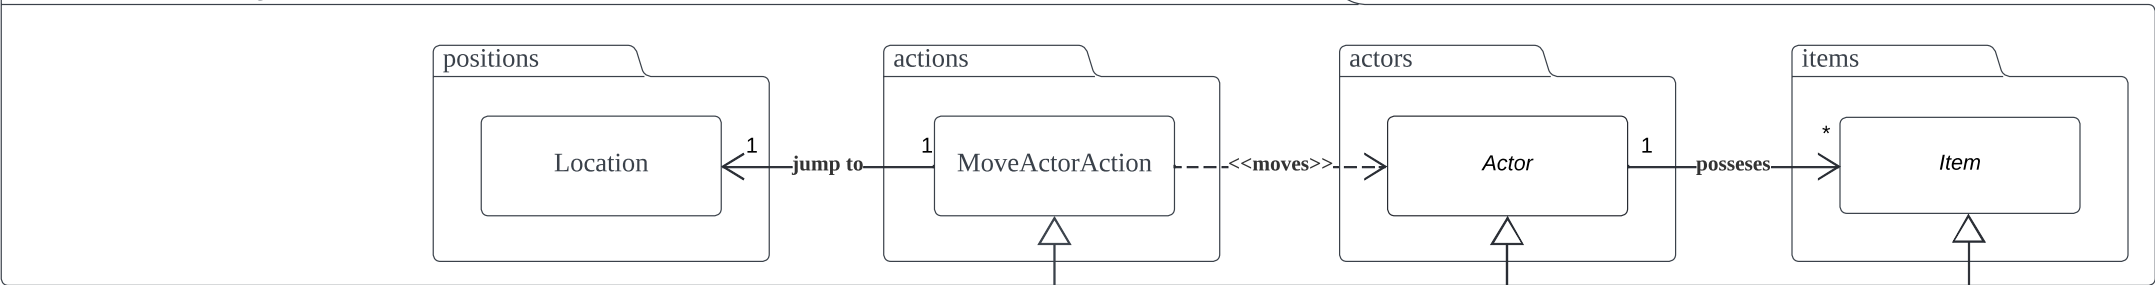 positions
actions
actors
items
Location
1
jump to
1
MoveActorAction
<<moves>>
Actor
1
posseses
*
Item